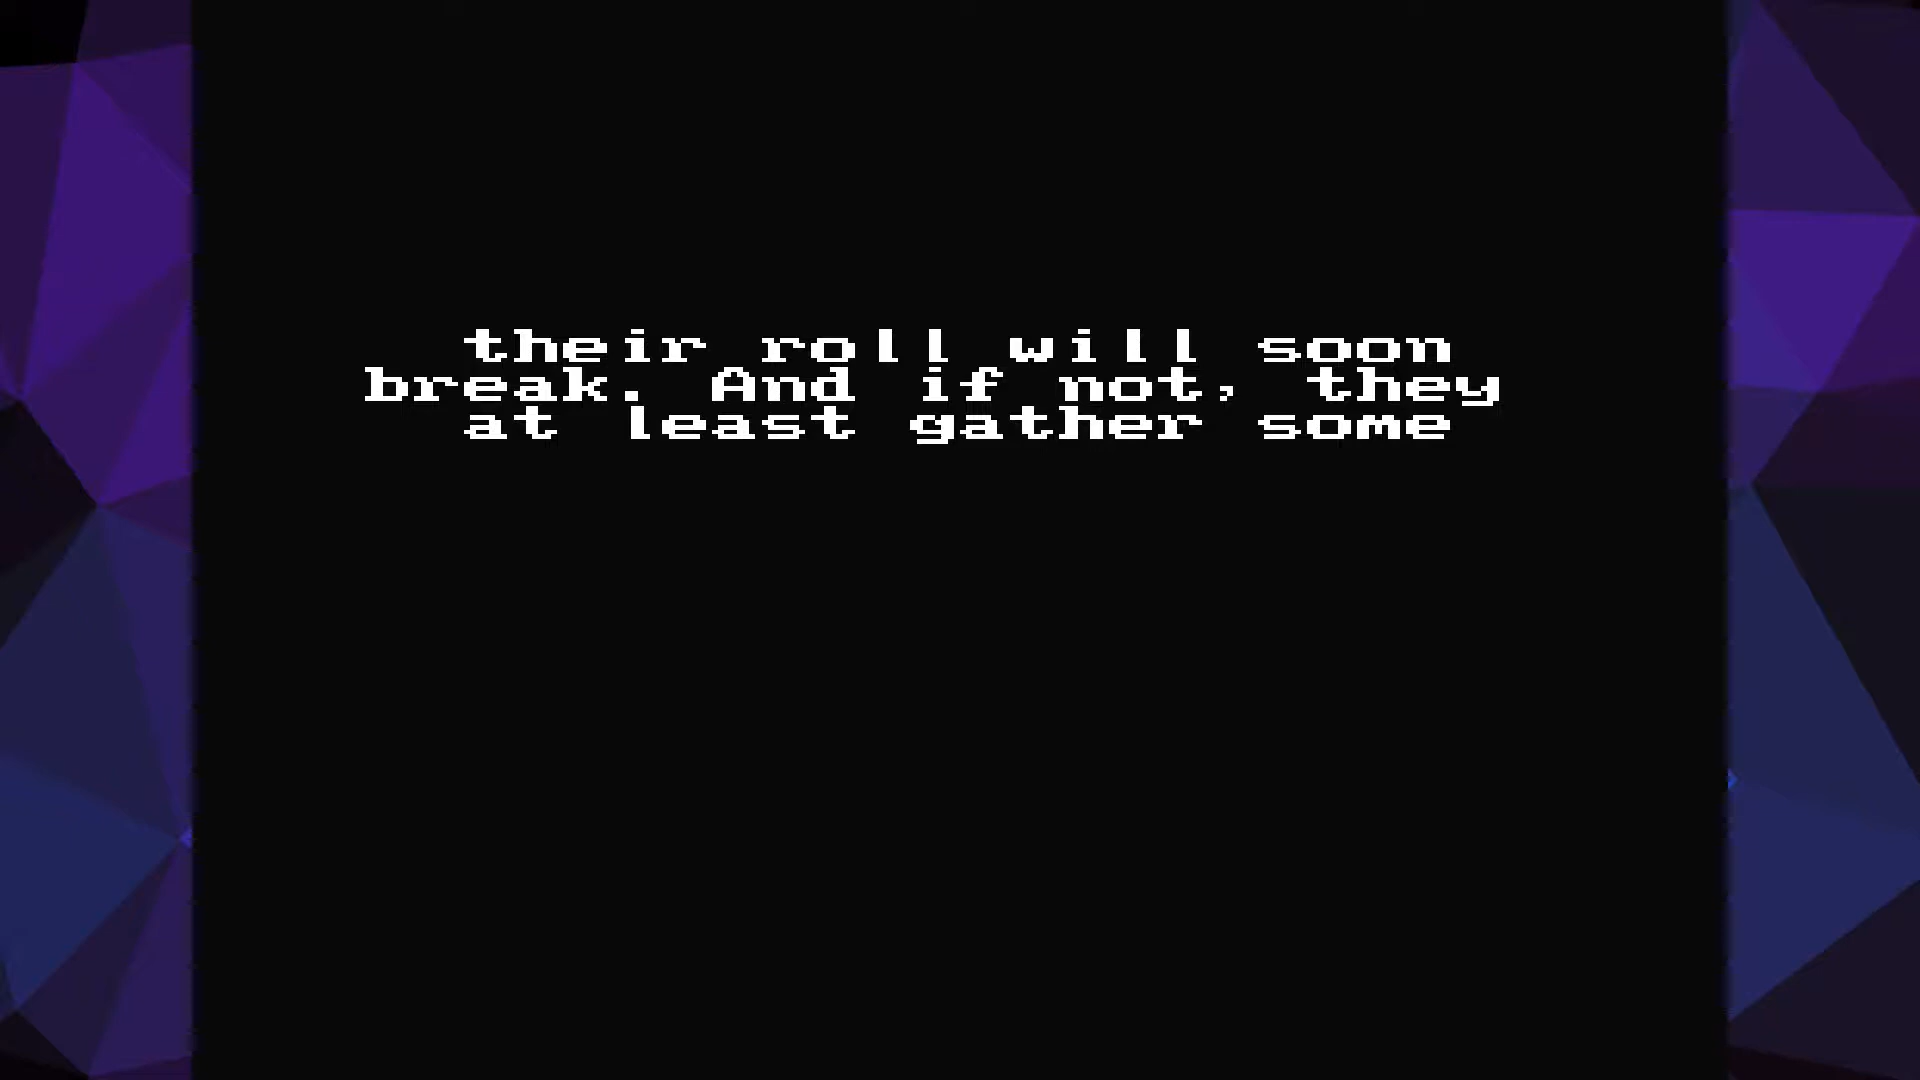 their roll will soon
break. And if not, they
at least gather some